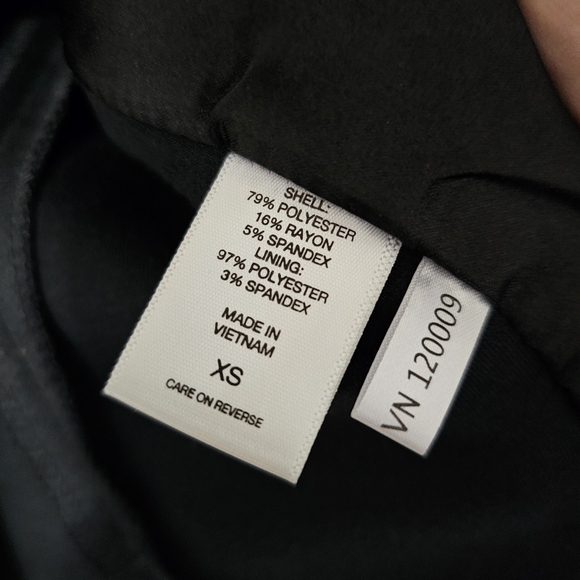 SHELL:
79% POLYESTER
16% RAYON
5% SPANDEX
LINING:
97% POLYESTER
3% SPANDEX
MADE IN
VIETNAM
XS
CARE ON REVERSE
VN 120009